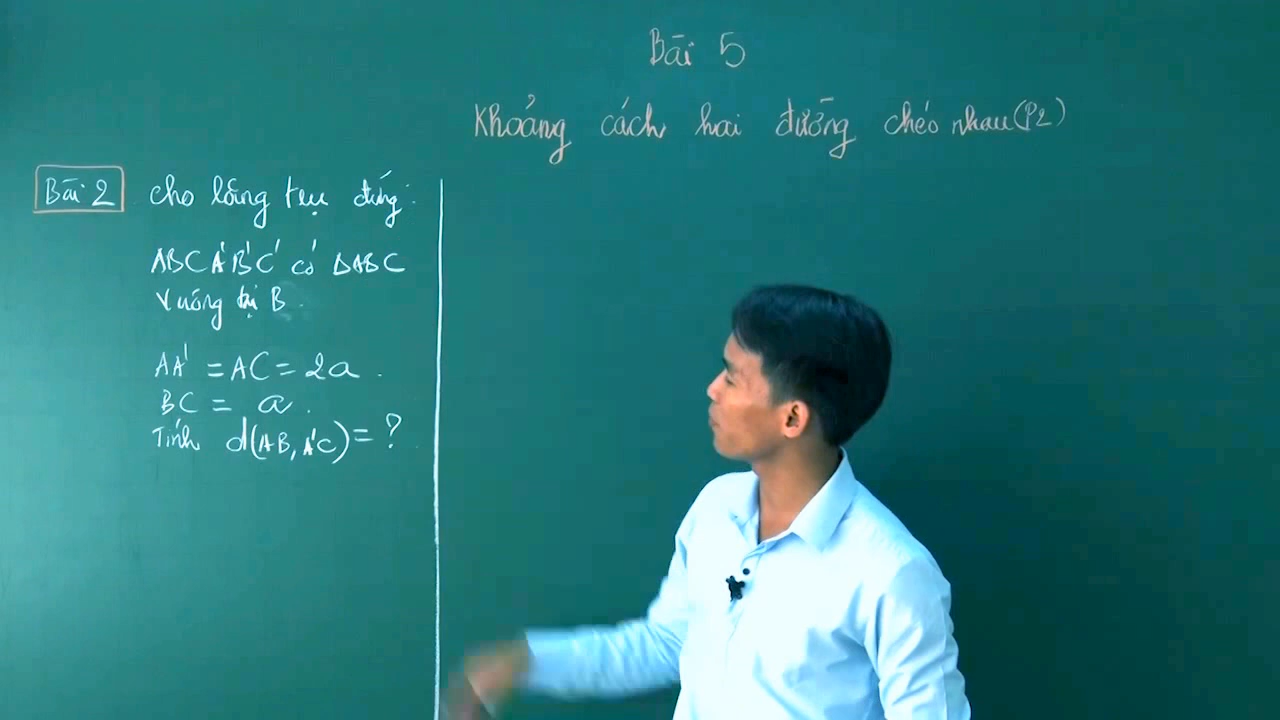 Bài 5
Khoảng cách hai đường chéo nhau (P2)
Bài 2 cho lăng trụ đứng:
ABC A'B'C' có ΔABC
vuông tại B.
AA' = AC = 2a.
BC = a.
Tính d(AB, A'C) = ?